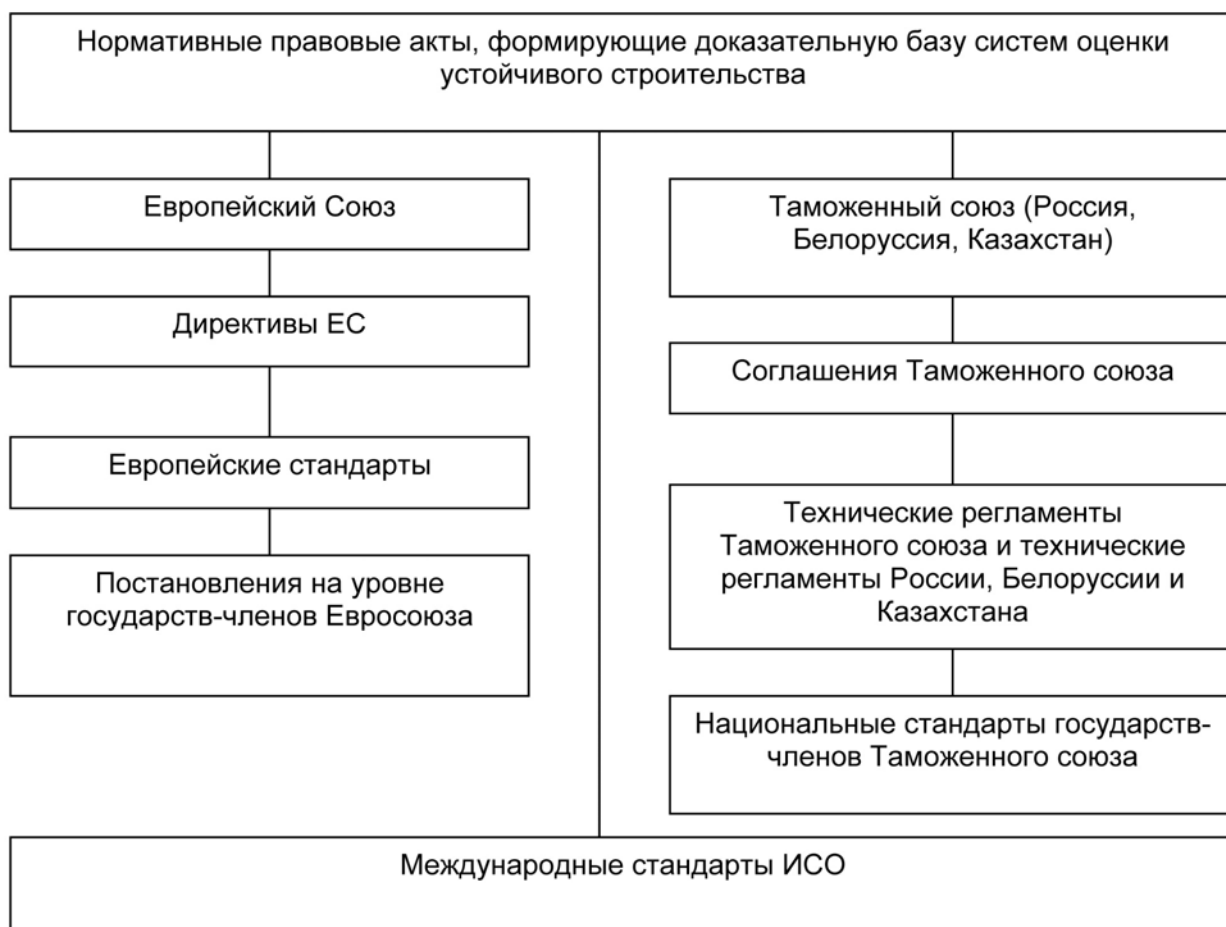 Нормативные правовые акты, формирующие доказательную базу систем оценки
устойчивого строительства
Европейский Союз
Директивы ЕС
Европейские стандарты
Постановления на уровне
государств-членов Евросоюза
Таможенный союз (Россия,
Белоруссия, Казахстан)
Соглашения Таможенного союза
Технические регламенты
Таможенного союза и технические
регламенты России, Белоруссии и
Казахстана
Национальные стандарты государств-
членов Таможенного союза
Международные стандарты ИСО